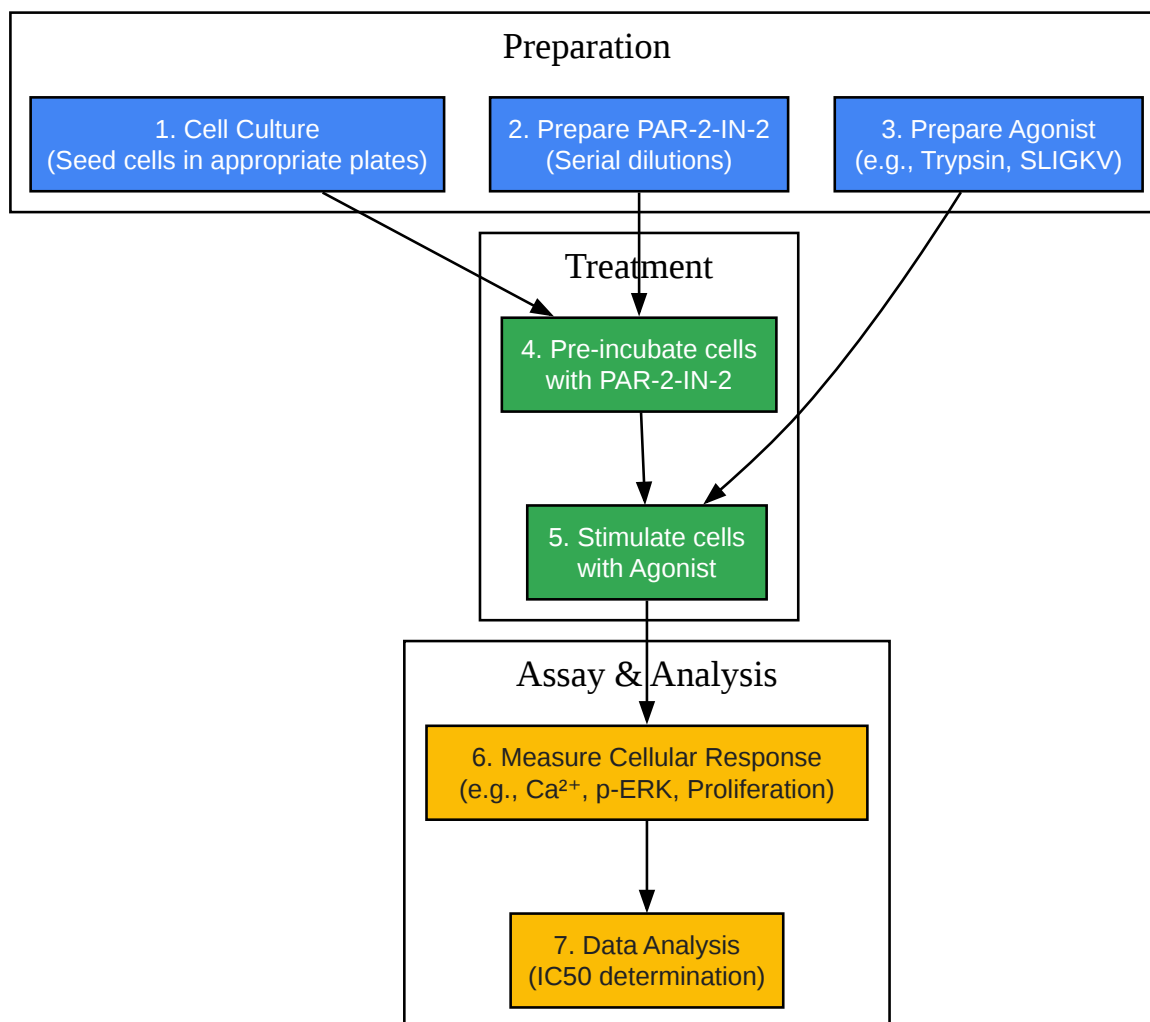 Preparation
1. Cell Culture
(Seed cells in appropriate plates)
2. Prepare PAR-2-IN-2
(Serial dilutions)
3. Prepare Agonist
(e.g., Trypsin, SLIGKV)
Treatment
4. Pre-incubate cells
with PAR-2-IN-2
5. Stimulate cells
with Agonist
Assay & Analysis
6. Measure Cellular Response
(e.g., Ca²⁺, p-ERK, Proliferation)
7. Data Analysis
(IC50 determination)